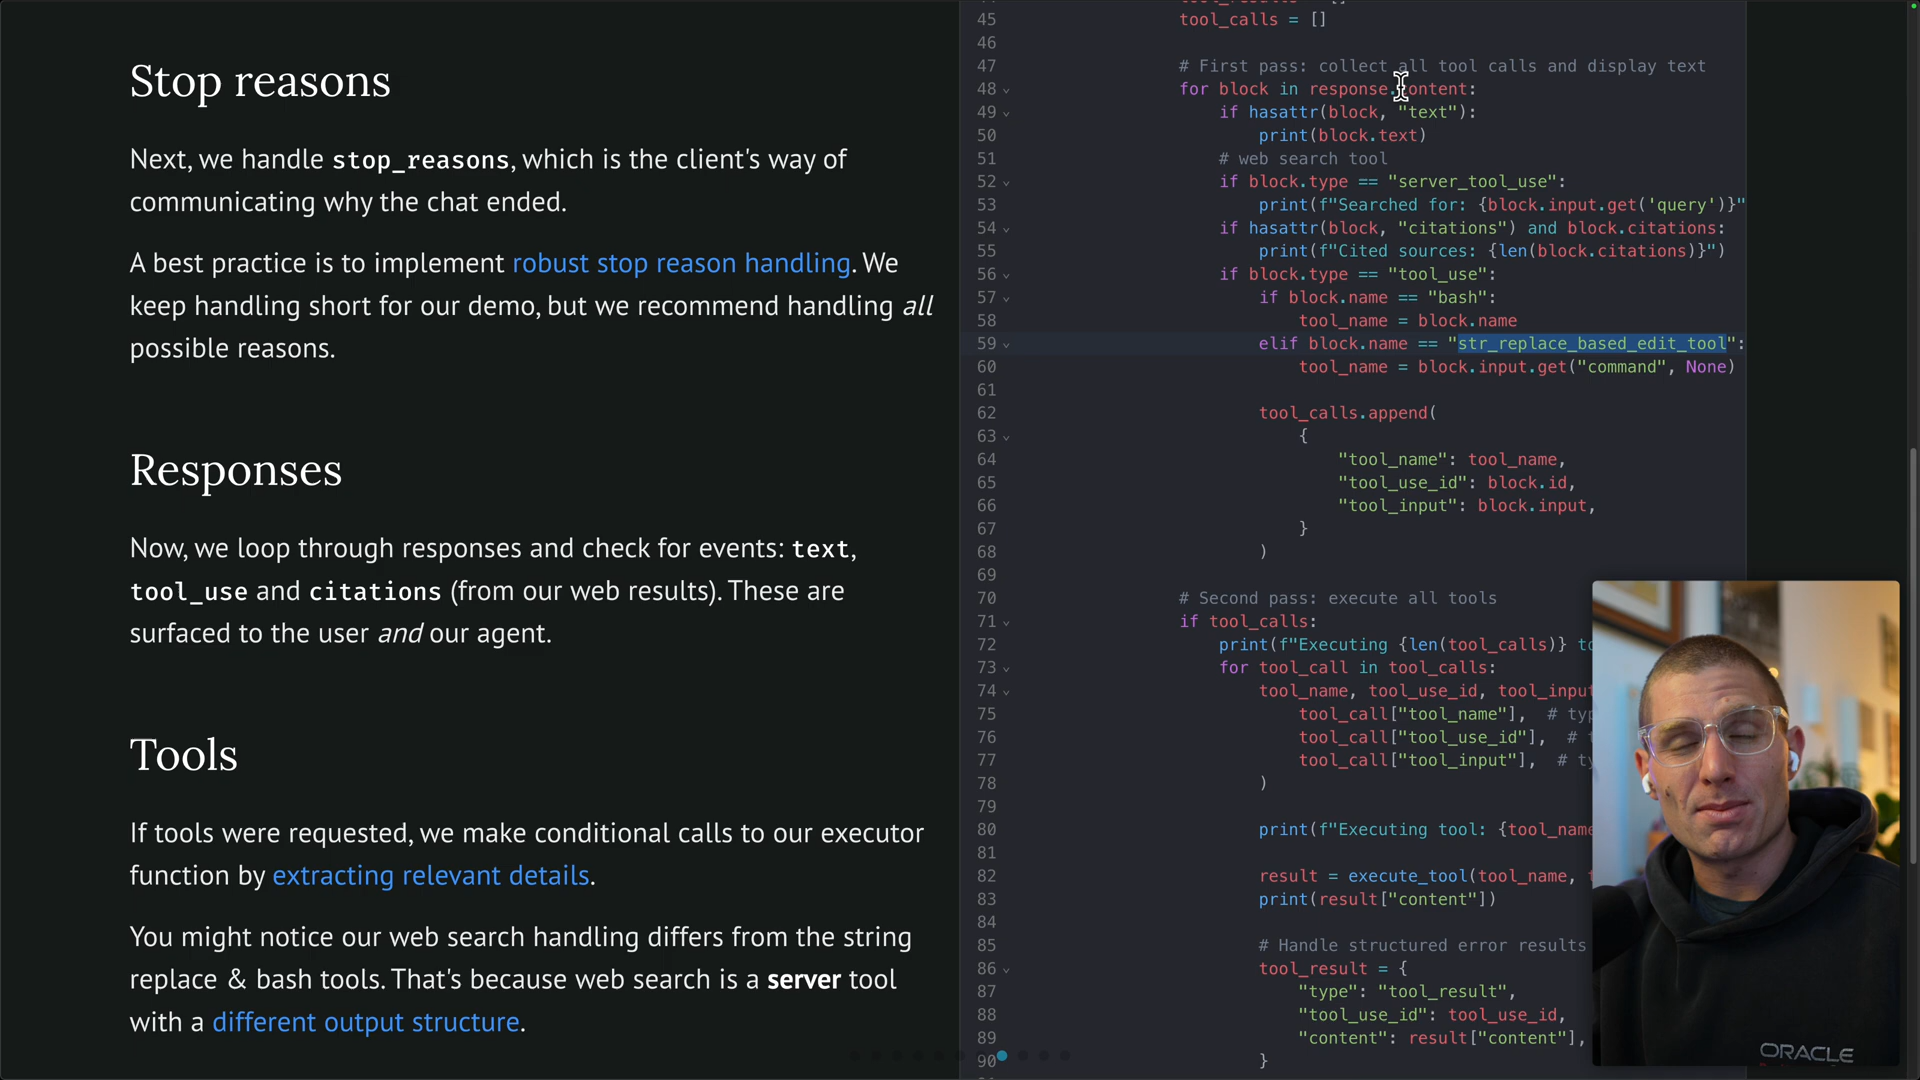 Stop reasons
Next, we handle stop_reasons, which is the client's way of
communicating why the chat ended.
A best practice is to implement robust stop reason handling. We
keep handling short for our demo, but we recommend handling all
possible reasons.
Responses
Now, we loop through responses and check for events: text,
tool_use and citations (from our web results). These are
surfaced to the user and our agent.
Tools
If tools were requested, we make conditional calls to our executor
function by extracting relevant details.
You might notice our web search handling differs from the string
replace & bash tools. That's because web search is a server tool
with a different output structure.
45 tool_calls = []
46
47 # First pass: collect all tool calls and display text
48 for block in response.content:
49 if hasattr(block, "text"):
50 print(block.text)
51 # web search tool
52 if block.type == "server_tool_use":
53 print(f"Searched for: {block.input.get('query')}"
54 if hasattr(block, "citations") and block.citations:
55 print(f"Cited sources: {len(block.citations)}")
56 if block.type == "tool_use":
57 if block.name == "bash":
58 tool_name = block.name
59 elif block.name == "str_replace_based_edit_tool":
60 tool_name = block.input.get("command", None)
61
62 tool_calls.append(
63 {
64 "tool_name": tool_name,
65 "tool_use_id": block.id,
66 "tool_input": block.input,
67 }
68 )
69
70 # Second pass: execute all tools
71 if tool_calls:
72 print(f"Executing {len(tool_calls)}
73 for tool_call in tool_calls:
74 tool_name, tool_use_id, tool_input
75 tool_call["tool_name"], #
76 tool_call["tool_use_id"], #
77 tool_call["tool_input"], #
78 )
79
80 print(f"Executing tool: {tool_name
81
82 result = execute_tool(tool_name,
83 print(result["content"])
84
85 # Handle structured error results
86 tool_result = {
87 "type": "tool_result",
88 "tool_use_id": tool_use_id,
89 "content": result["content"],
90 }
ORACLE